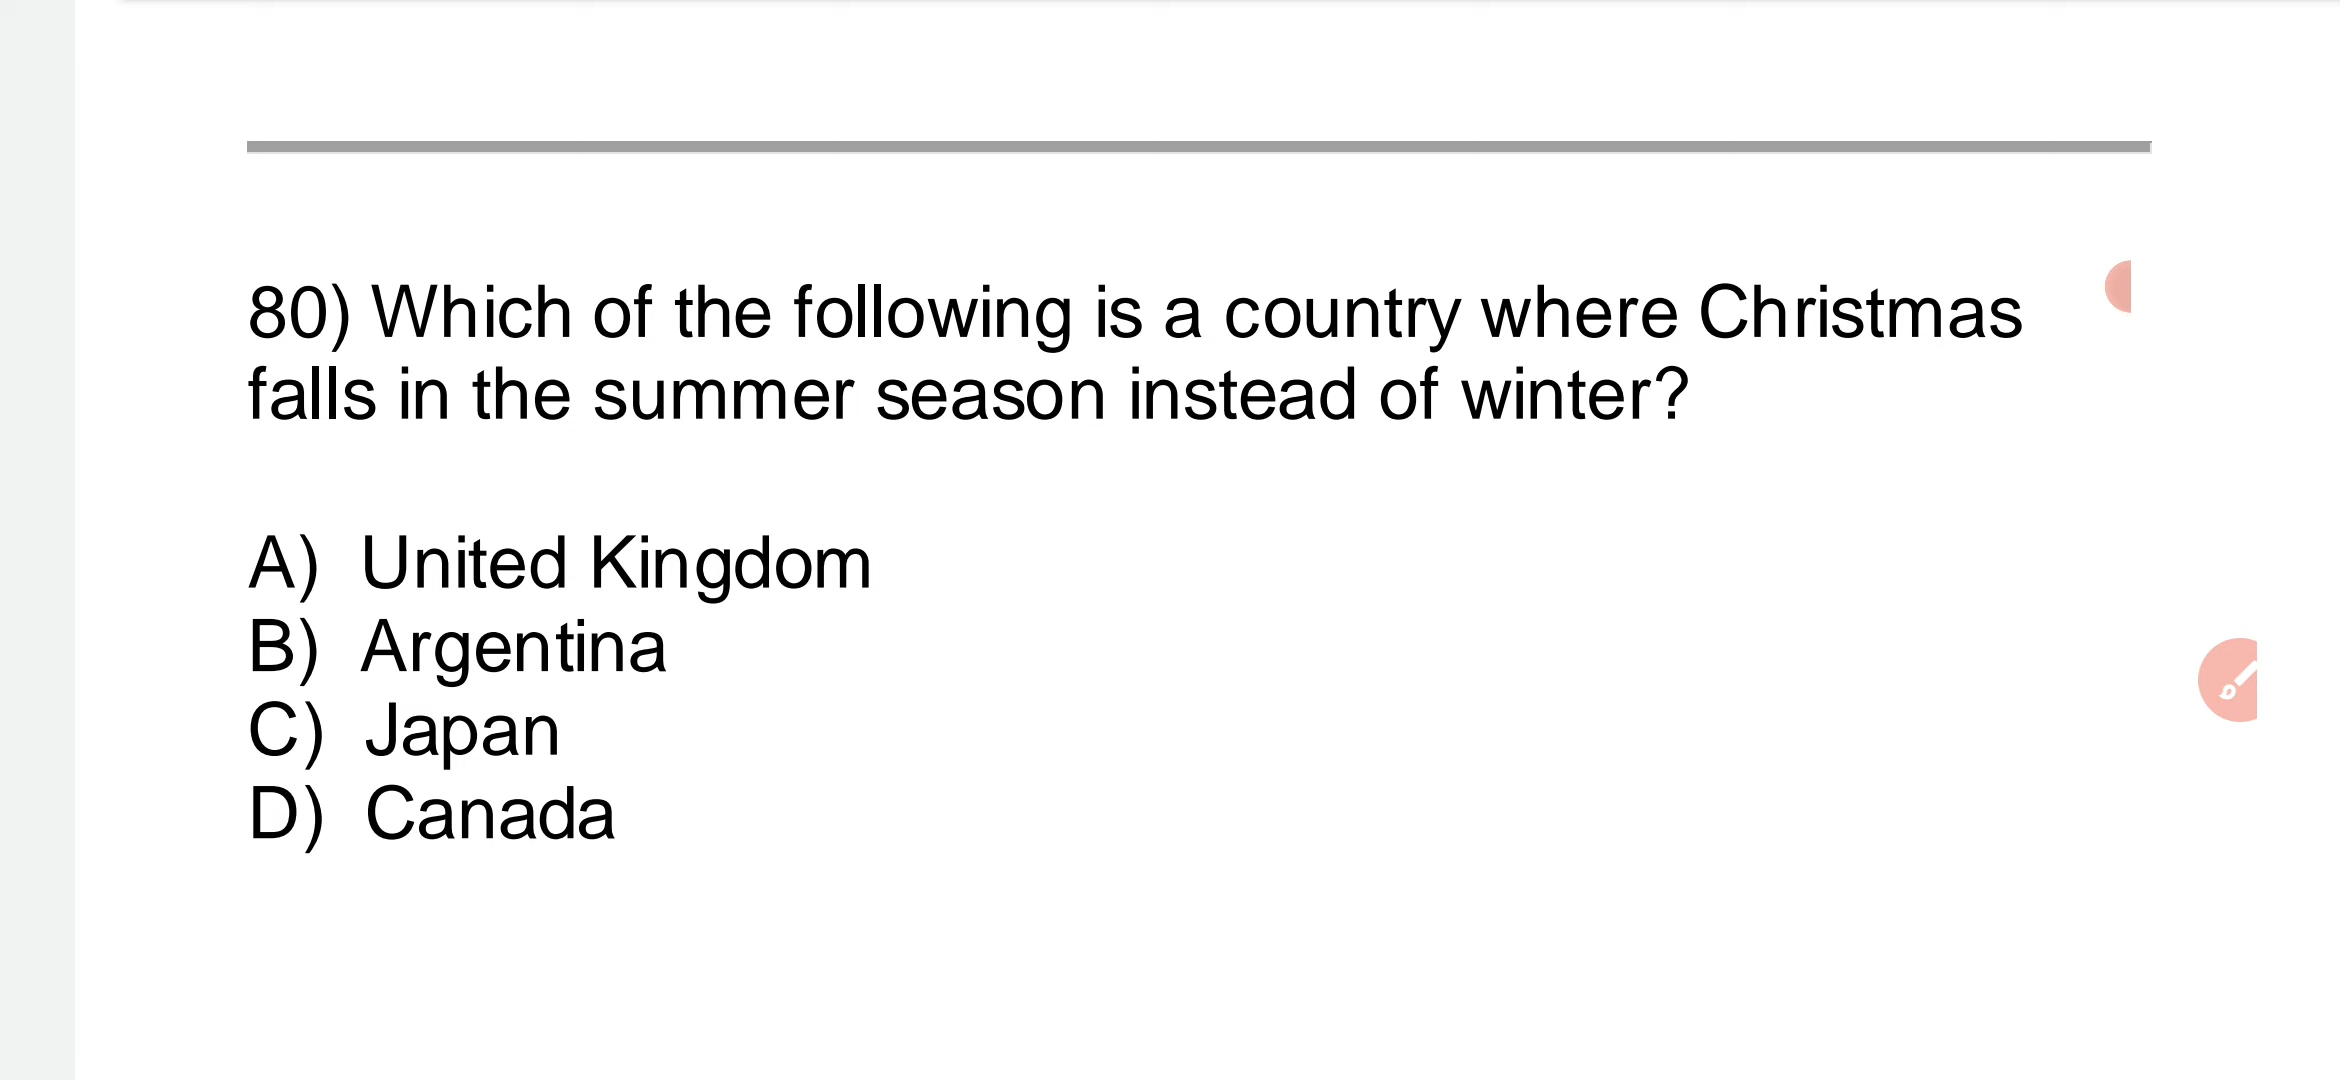 80) Which of the following is a country where Christmas
falls in the summer season instead of winter?
A) United Kingdom
B) Argentina
C) Japan
D) Canada